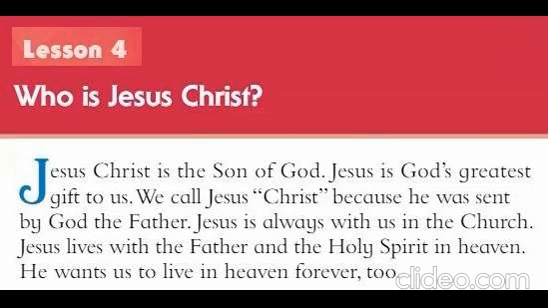 Lesson 4
Who is Jesus Christ?
Jesus Christ is the Son of God. Jesus is God's greatest
gift to us. We call Jesus "Christ" because he was sent
by God the Father. Jesus is always with us in the Church.
Jesus lives with the Father and the Holy Spirit in heaven.
He wants us to live in heaven forever, too.
clideo.com